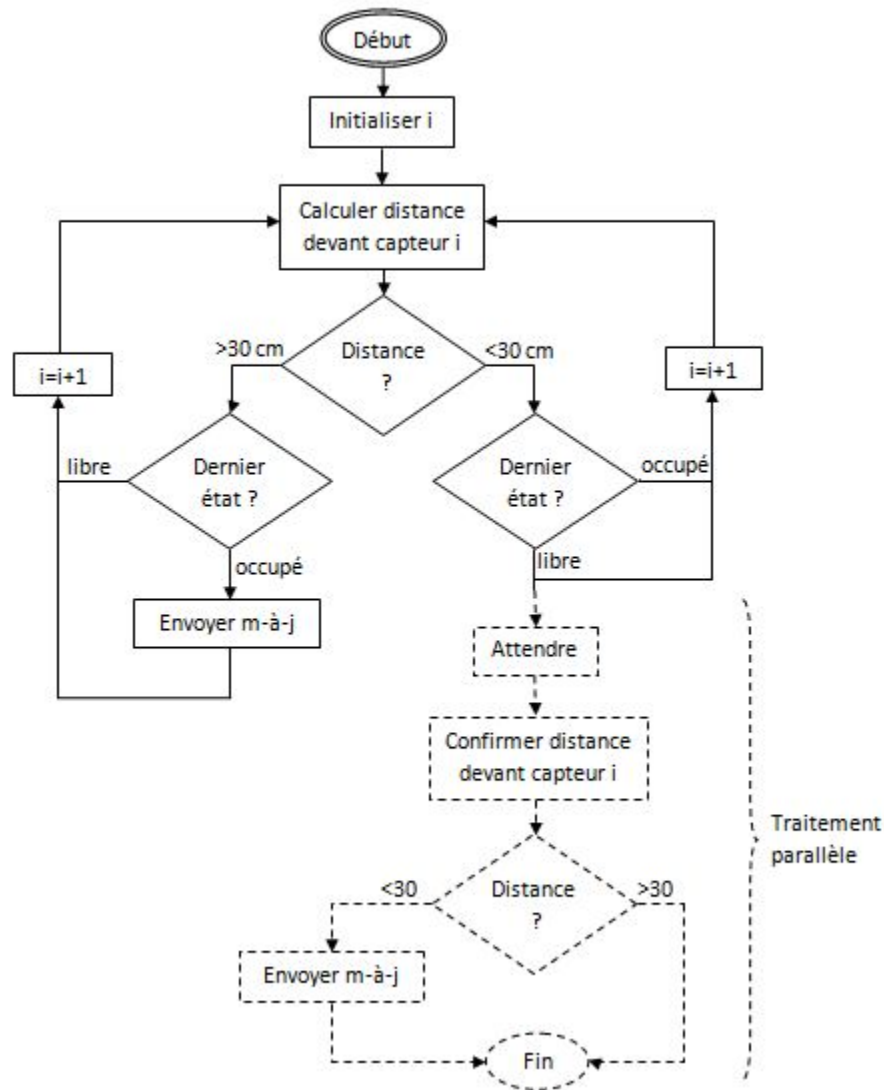 Début
Initialiser i
Calculer distance
devant capteur i
>30 cm
Distance
?
<30 cm
i=i+1
i=i+1
libre
Dernier
état ?
Dernier
état ?
occupé
occupé
libre
Envoyer m-à-j
Attendre
Confirmer distance
devant capteur i
Traitement
parallèle
<30
Distance
?
>30
Envoyer m-à-j
Fin